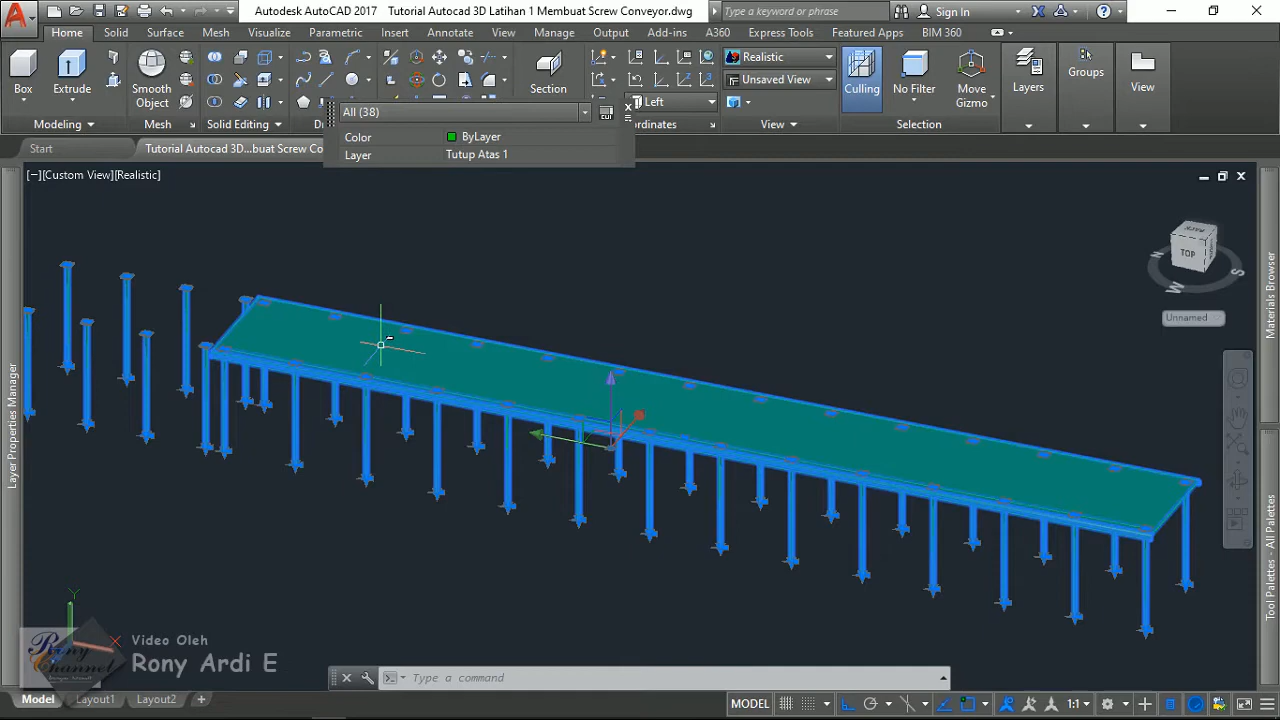 Autodesk AutoCAD 2017 Tutorial Autocad 3D Latihan 1 Membuat Screw Conveyor.dwg
Type a keyword or phrase
Sign In
Home Solid Surface Mesh Visualize Parametric Insert Annotate View Manage Output Add-ins A360 Express Tools Featured Apps BIM 360
Realistic
Unsaved View
Left
Box
Extrude
Smooth Object
Section
Culling
No Filter
Move Gizmo
Layers
Groups
View
Modeling
Mesh
Solid Editing
View
Selection
All (38)
Color ByLayer
Layer Tutup Atas 1
Start
Tutorial Autocad 3D...buat Screw Co
[−][Custom View][Realistic]
TOP
N
S
W
Unnamed
Layer Properties Manager
Materials Browser
Tool Palettes - All Palettes
Y
X
Rony Channel
Video Oleh
Rony Ardi E
Type a command
Model Layout1 Layout2
MODEL
1:1